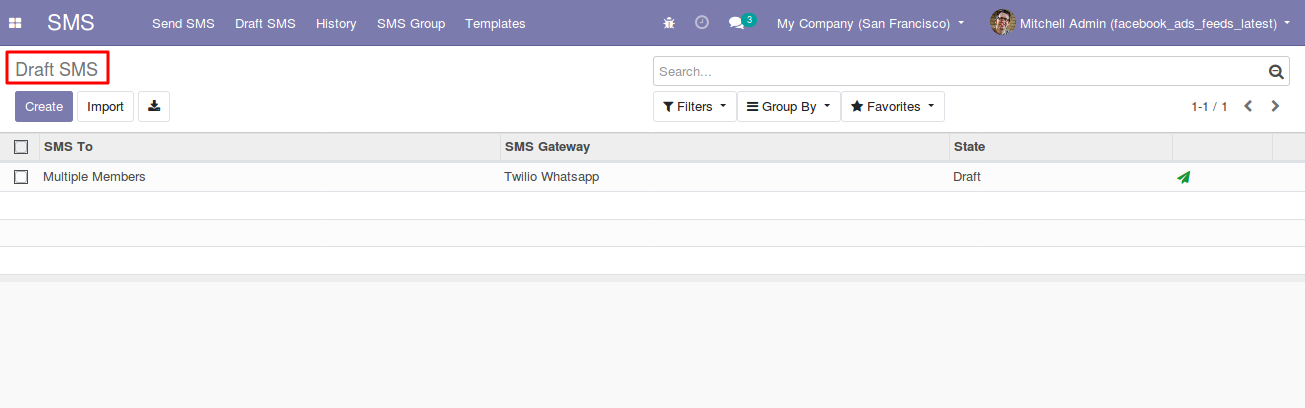 SMS Send SMS Draft SMS History SMS Group Templates 3 My Company (San Francisco) Mitchell Admin (facebook_ads_feeds_latest)
Draft SMS
Search...
Create Import Filters Group By Favorites 1-1 / 1
SMS To SMS Gateway State
Multiple Members Twilio Whatsapp Draft